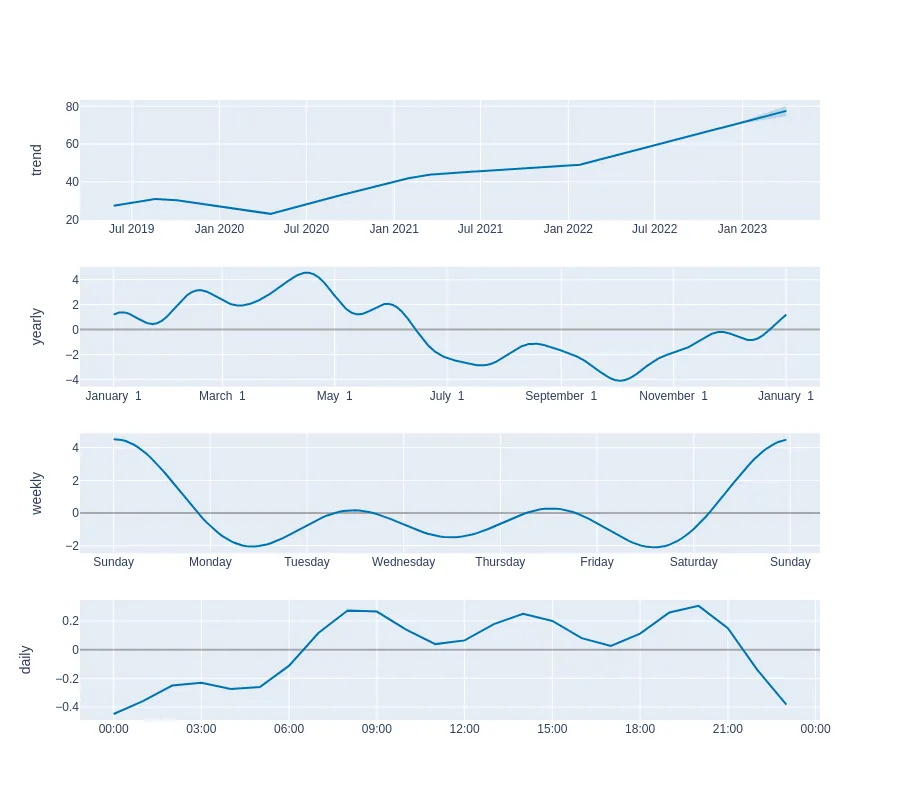 trend
80
60
40
20
Jul 2019 Jan 2020 Jul 2020 Jan 2021 Jul 2021 Jan 2022 Jul 2022 Jan 2023
yearly
4
2
0
−2
−4
January 1 March 1 May 1 July 1 September 1 November 1 January 1
weekly
4
2
0
−2
Sunday Monday Tuesday Wednesday Thursday Friday Saturday Sunday
daily
0.2
0
−0.2
−0.4
00:00 03:00 06:00 09:00 12:00 15:00 18:00 21:00 00:00